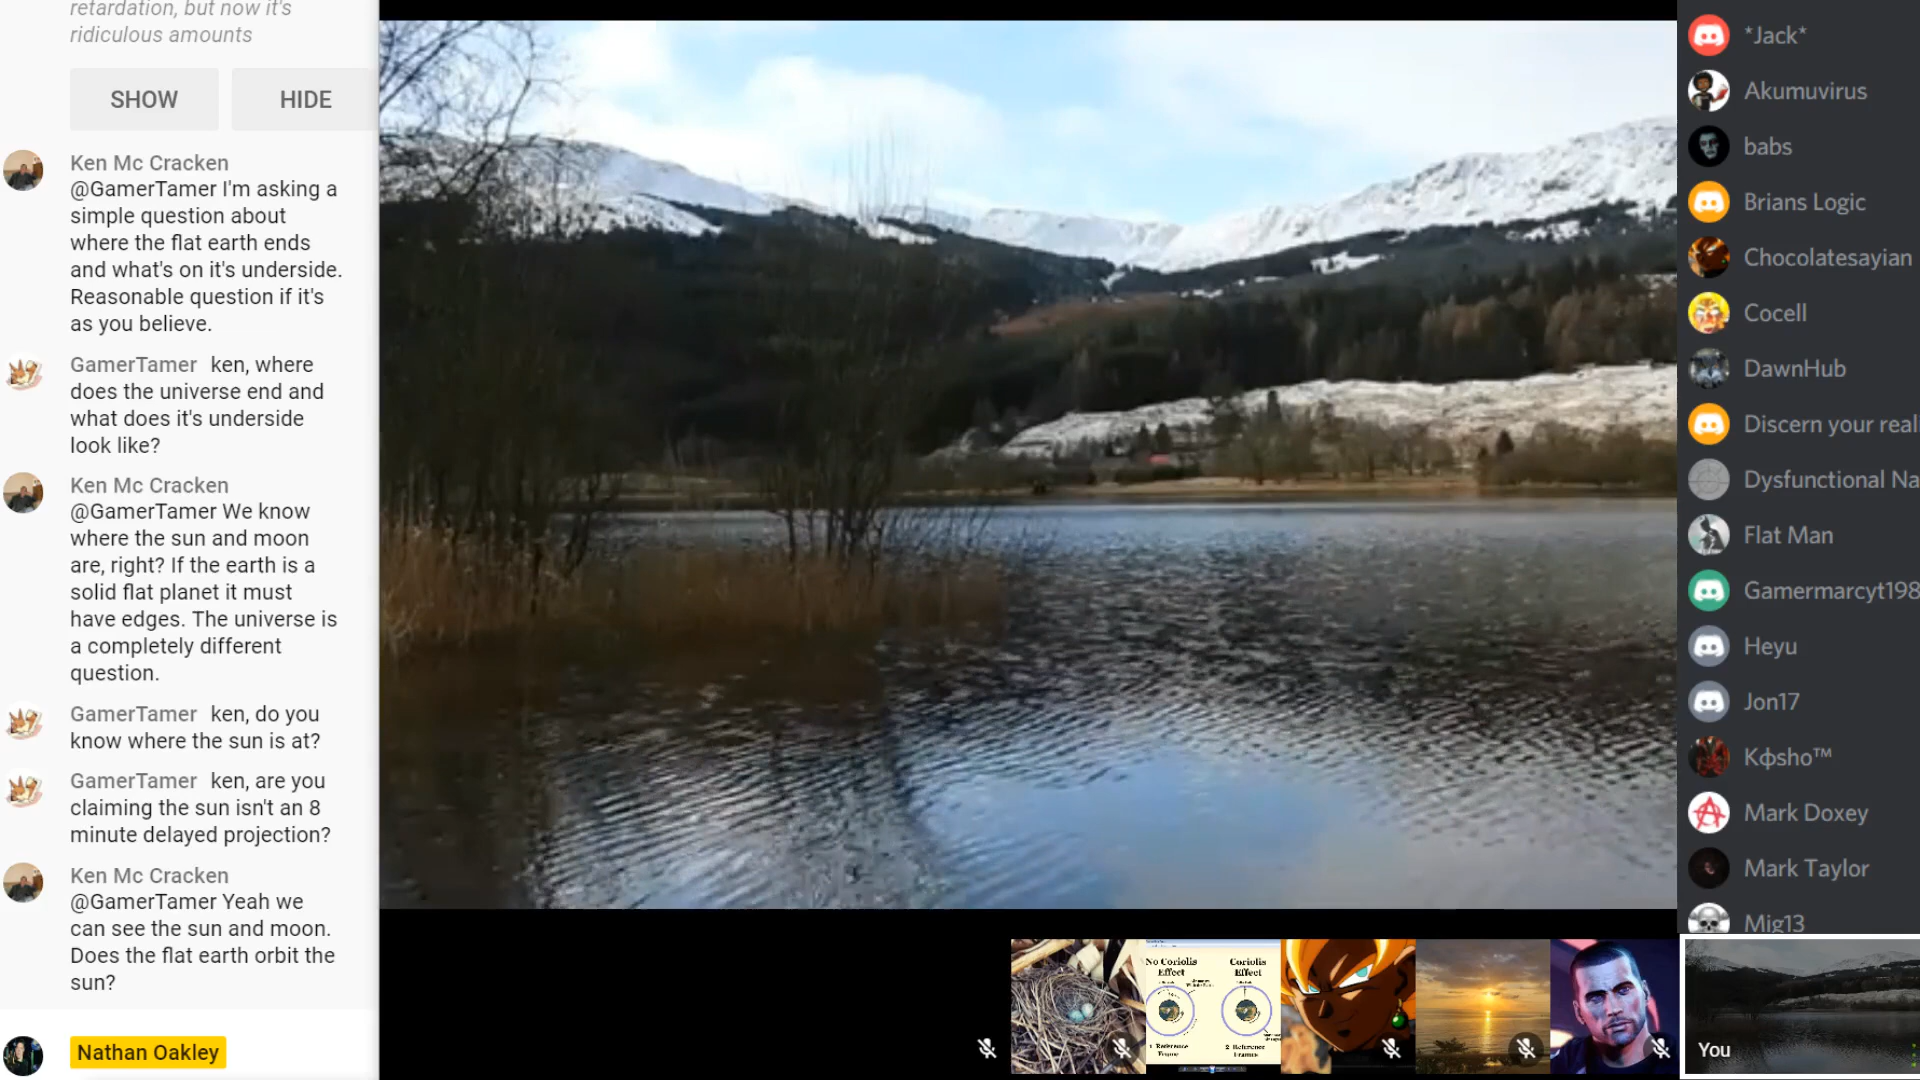 retardation, but now it's
ridiculous amounts
SHOW
HIDE
Ken Mc Cracken
@GamerTamer I'm asking a
simple question about
where the flat earth ends
and what's on it's underside.
Reasonable question if it's
as you believe.
GamerTamer ken, where
does the universe end and
what does it's underside
look like?
Ken Mc Cracken
@GamerTamer We know
where the sun and moon
are, right? If the earth is a
solid flat planet it must
have edges. The universe is
a completely different
question.
GamerTamer ken, do you
know where the sun is at?
GamerTamer ken, are you
claiming the sun isn't an 8
minute delayed projection?
Ken Mc Cracken
@GamerTamer Yeah we
can see the sun and moon.
Does the flat earth orbit the
sun?
Nathan Oakley
No Coriolis
Effect
Coriolis
Effect
1 Reference
Frame
2 Reference
Frames
*Jack*
Akumuvirus
babs
Brians Logic
Chocolatesayian
Cocell
DawnHub
Discern your real
Dysfunctional Na
Flat Man
Gamermarcyt198
Heyu
Jon17
Kфsho™
Mark Doxey
Mark Taylor
Mig13
You